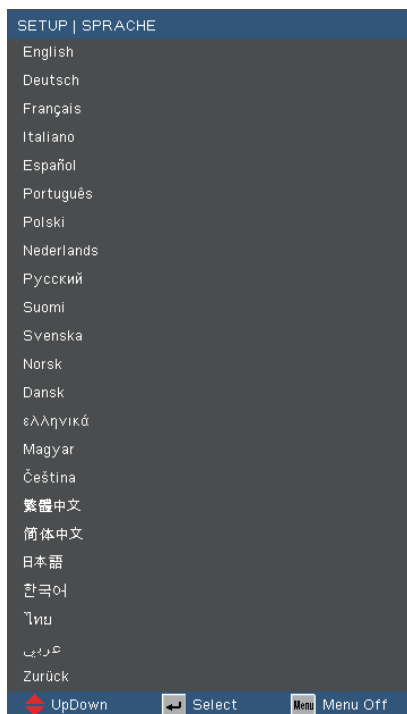 SETUP | SPRACHE
English
Deutsch
Français
Italiano
Español
Português
Polski
Nederlands
Русский
Suomi
Svenska
Norsk
Dansk
ελληνικά
Magyar
Čeština
繁體中文
简体中文
日本語
한국어
ไทย
عربي
Zurück
UpDown Select Menu Menu Off